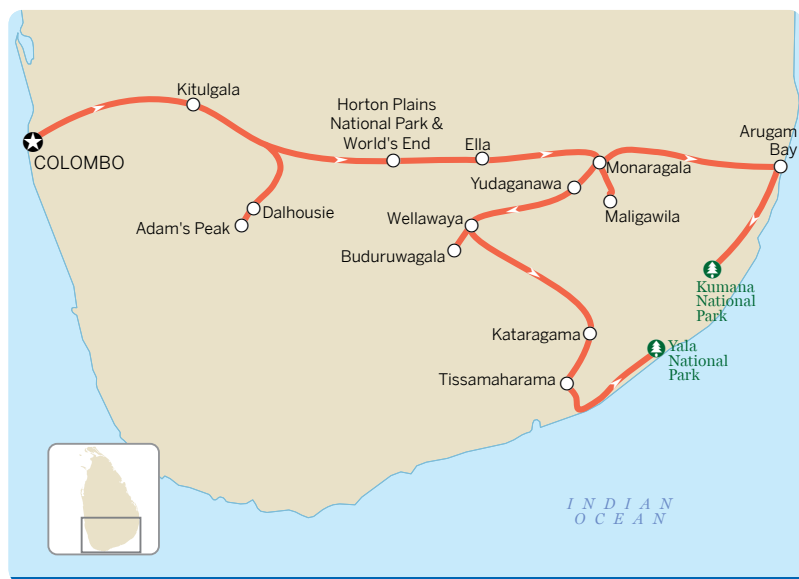 Kitulgala
COLOMBO
Horton Plains
National Park &
World's End
Ella
Arugam
Bay
Monaragala
Yudaganawa
Maligawila
Dalhousie
Adam's Peak
Wellawaya
Buduruwagala
Kumana
National
Park
Kataragama
Yala
National
Park
Tissamaharama
INDIAN
OCEAN